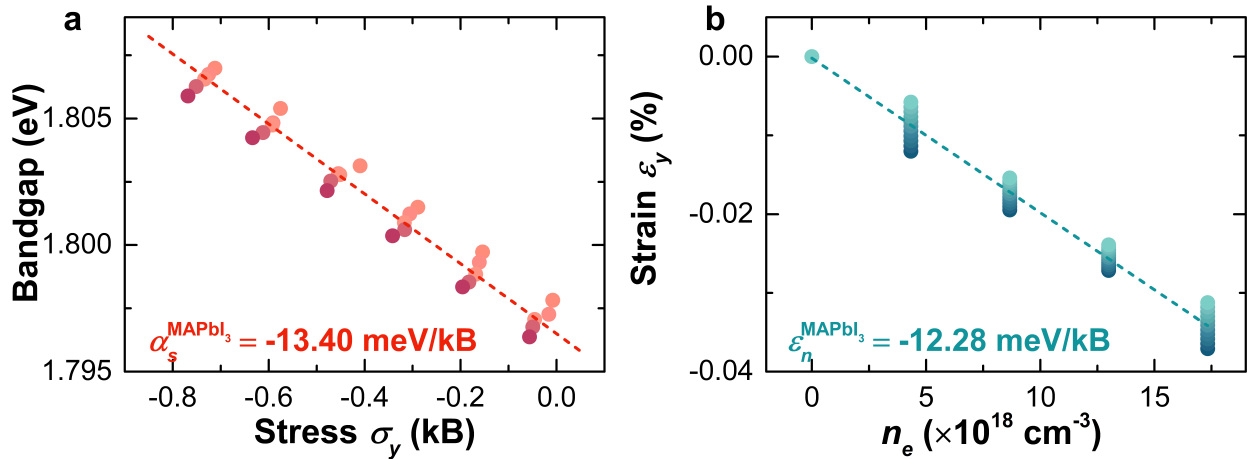 a
Bandgap (eV)
1.805
1.800
1.795
α_s^MAPbI₃ = -13.40 meV/kB
-0.8 -0.6 -0.4 -0.2 0.0
Stress σ_y (kB)
b
Strain ε_y (%)
0.00
-0.02
-0.04
ε_n^MAPbI₃ = -12.28 meV/kB
0 5 10 15
n_e (×10¹⁸ cm⁻³)